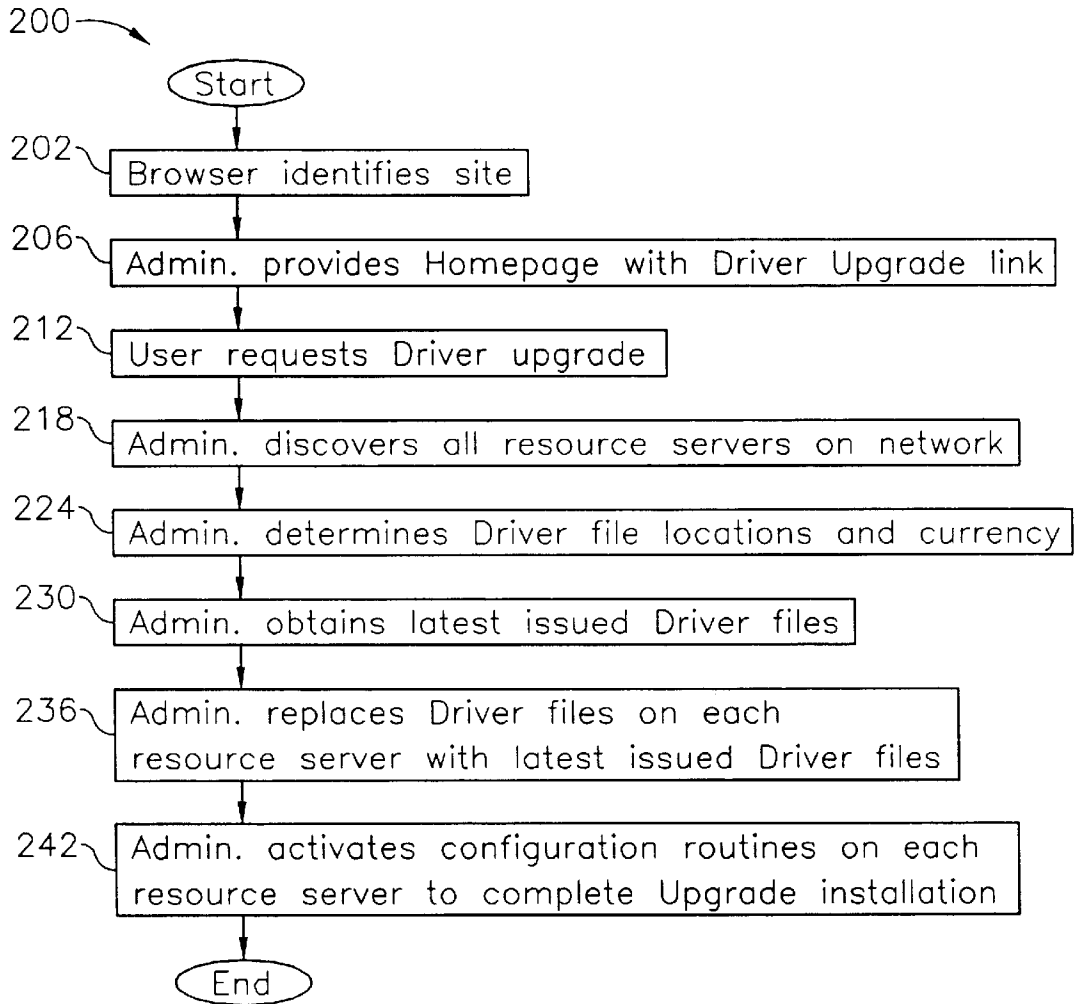 200
Start
202
Browser identifies site
206
Admin. provides Homepage with Driver Upgrade link
212
User requests Driver upgrade
218
Admin. discovers all resource servers on network
224
Admin. determines Driver file locations and currency
230
Admin. obtains latest issued Driver files
236
Admin. replaces Driver files on each
resource server with latest issued Driver files
242
Admin. activates configuration routines on each
resource server to complete Upgrade installation
End